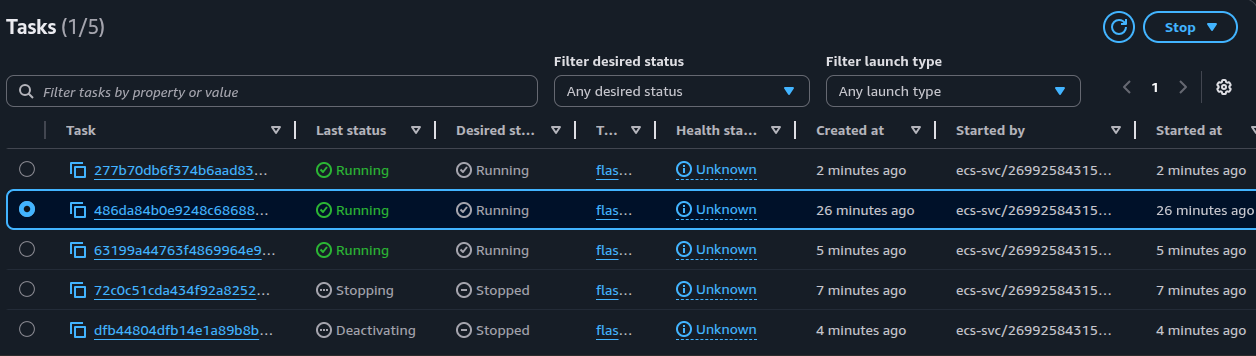 Tasks (1/5)
Stop
Filter desired status
Filter launch type
Filter tasks by property or value
Any desired status
Any launch type
1
Task Last status Desired st... T... Health sta... Created at Started by Started at
277b70db6f374b6aad83... Running Running flas... Unknown 2 minutes ago ecs-svc/26992584315... 2 minutes ago
486da84b0e9248c68688... Running Running flas... Unknown 26 minutes ago ecs-svc/26992584315... 26 minutes ago
63199a44763f4869964e9... Running Running flas... Unknown 5 minutes ago ecs-svc/26992584315... 5 minutes ago
72c0c51cda434f92a8252... Stopping Stopped flas... Unknown 7 minutes ago ecs-svc/26992584315... 7 minutes ago
dfb44804dfb14e1a89b8b... Deactivating Stopped flas... Unknown 4 minutes ago ecs-svc/26992584315... 4 minutes ago